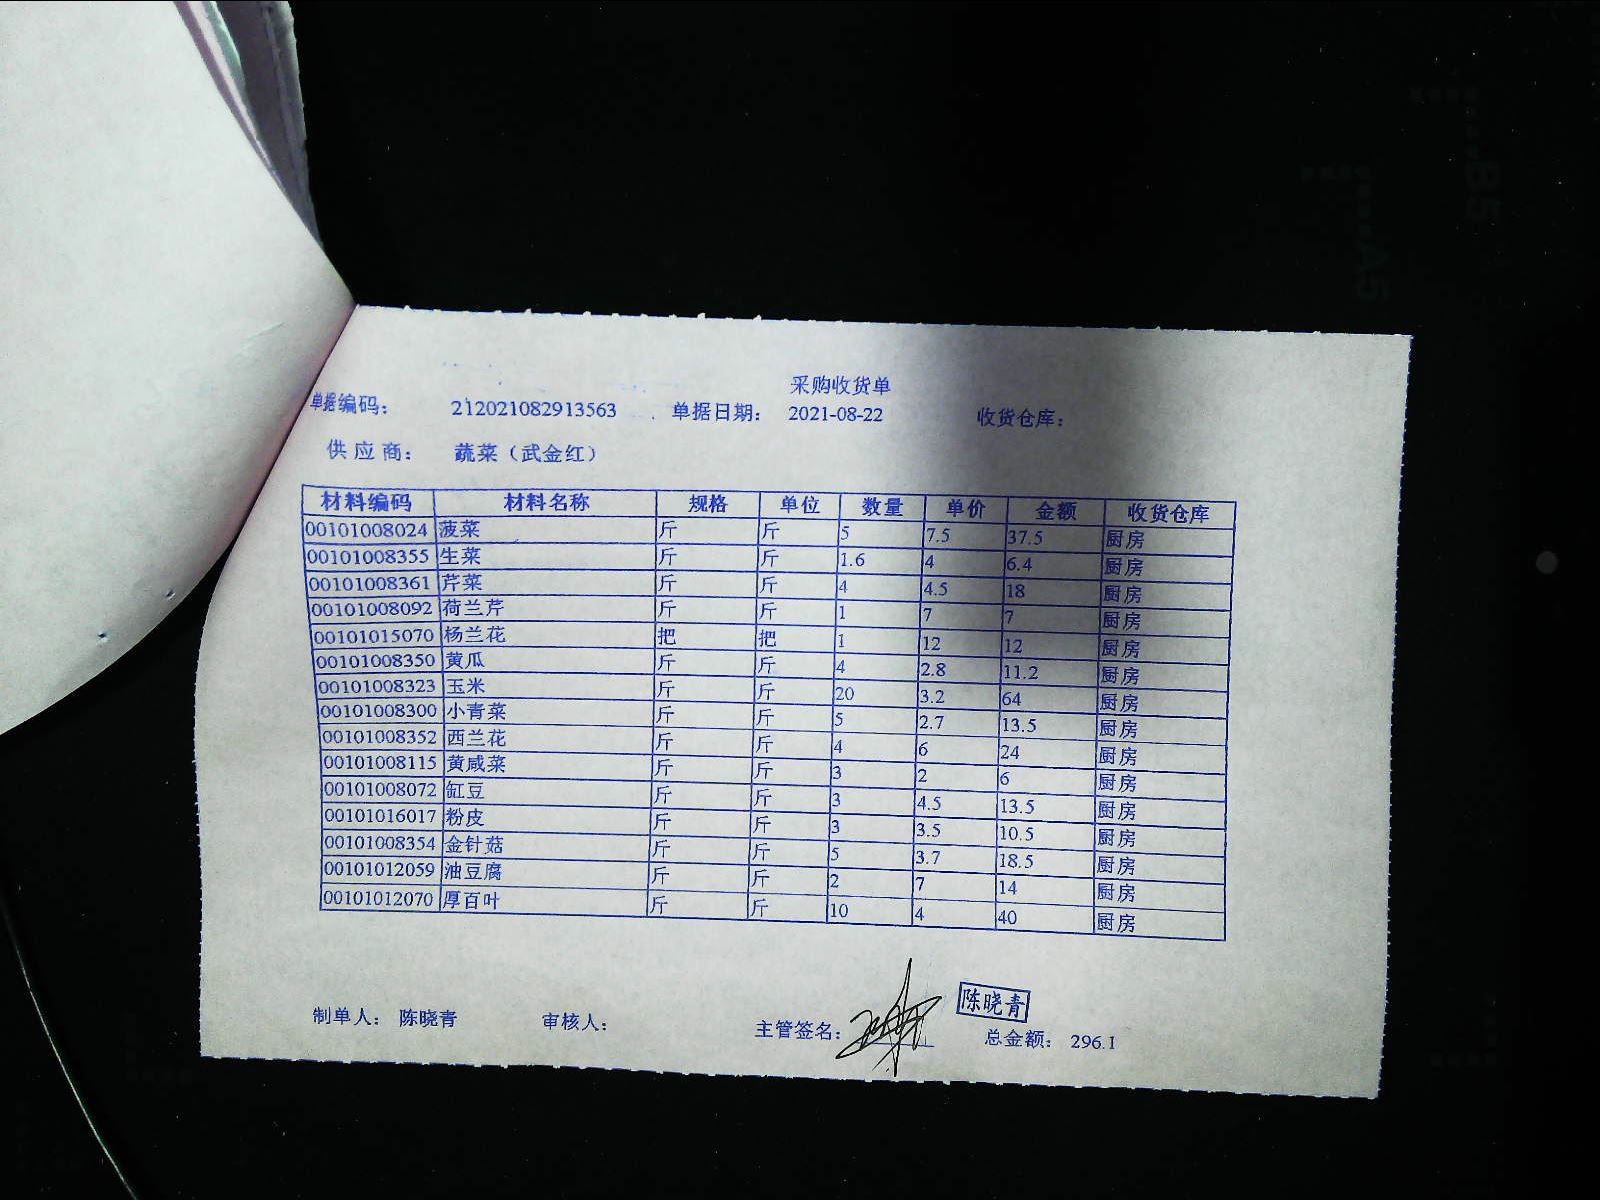 采购收货单
单据编码: 212021082913563 单据日期: 2021-08-22 收货仓库:
供应商: 蔬菜（武金红）
材料编码 材料名称 规格 单位 数量 单价 金额 收货仓库
00101008024 菠菜 斤 斤 5 7.5 37.5 厨房
00101008355 生菜 斤 斤 1.6 4 6.4 厨房
00101008361 芹菜 斤 斤 4 4.5 18 厨房
00101008092 荷兰芹 斤 斤 1 7 7 厨房
00101015070 杨兰花 把 把 1 12 12 厨房
00101008350 黄瓜 斤 斤 4 2.8 11.2 厨房
00101008323 玉米 斤 斤 20 3.2 64 厨房
00101008300 小青菜 斤 斤 5 2.7 13.5 厨房
00101008352 西兰花 斤 斤 4 6 24 厨房
00101008115 黄咸菜 斤 斤 3 2 6 厨房
00101008072 缸豆 斤 斤 3 4.5 13.5 厨房
00101016017 粉皮 斤 斤 3 3.5 10.5 厨房
00101008354 金针菇 斤 斤 5 3.7 18.5 厨房
00101012059 油豆腐 斤 斤 2 7 14 厨房
00101012070 厚百叶 斤 斤 10 4 40 厨房
陈晓青
制单人: 陈晓青 审核人: 主管签名: 总金额: 296.1
B5
A5